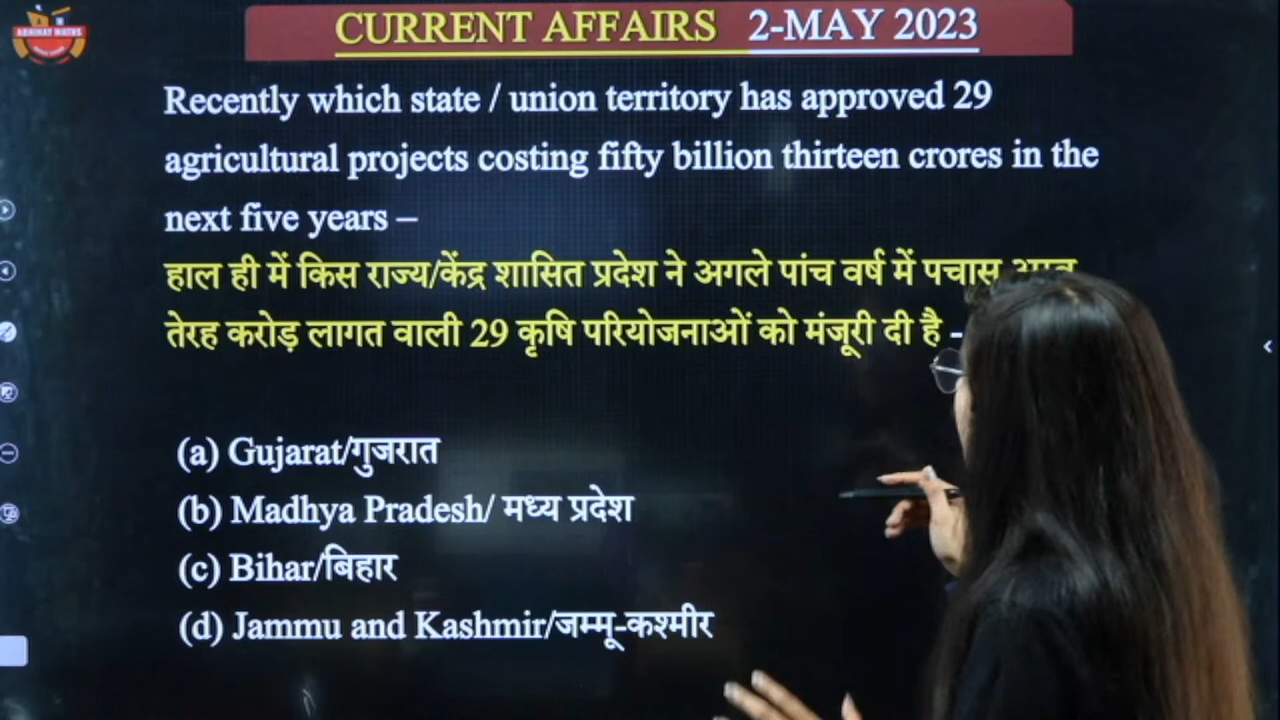 ABHINAY MATHS
CURRENT AFFAIRS 2-MAY 2023
Recently which state / union territory has approved 29
agricultural projects costing fifty billion thirteen crores in the
next five years –
हाल ही में किस राज्य/केंद्र शासित प्रदेश ने अगले पांच वर्ष में पचास
तेरह करोड़ लागत वाली 29 कृषि परियोजनाओं को मंजूरी दी है -
(a) Gujarat/गुजरात
(b) Madhya Pradesh/ मध्य प्रदेश
(c) Bihar/बिहार
(d) Jammu and Kashmir/जम्मू-कश्मीर